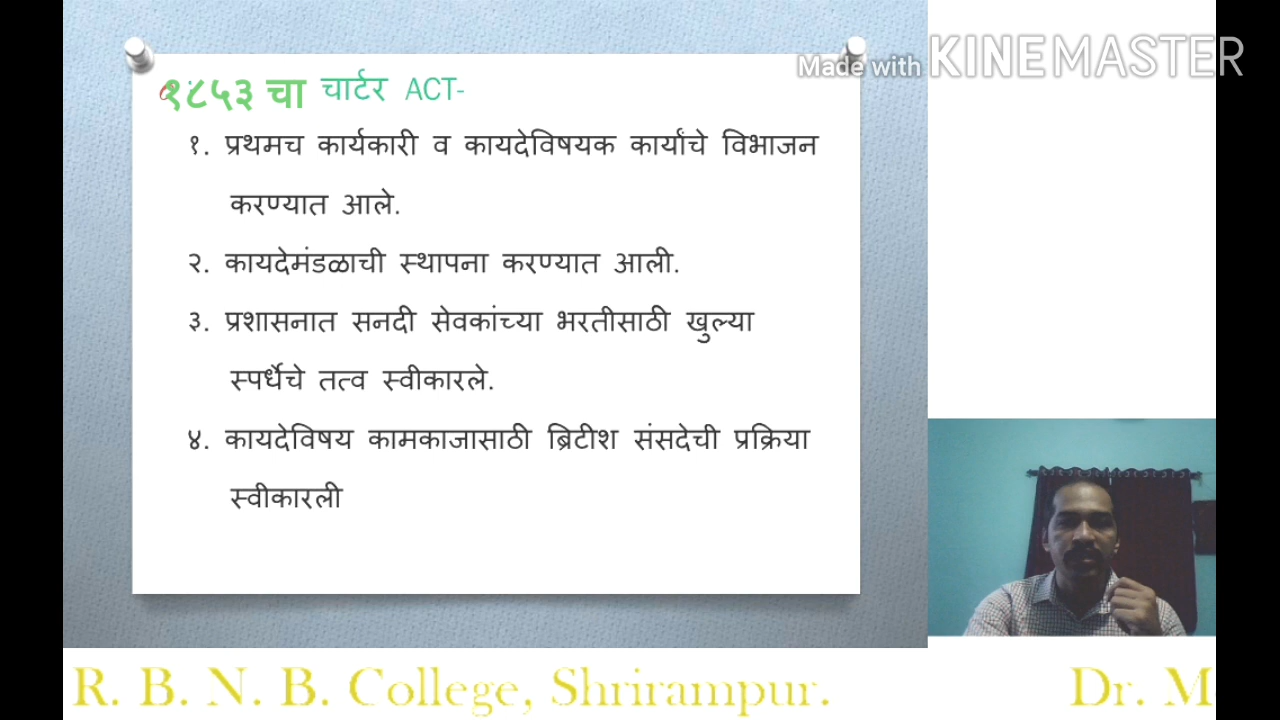 Made with KINEMASTER
१८५३ चा चार्टर ACT-
१. प्रथमच कार्यकारी व कायदेविषयक कार्यांचे विभाजन
करण्यात आले.
२. कायदेमंडळाची स्थापना करण्यात आली.
३. प्रशासनात सनदी सेवकांच्या भरतीसाठी खुल्या
स्पर्धेचे तत्व स्वीकारले.
४. कायदेविषय कामकाजासाठी ब्रिटीश संसदेची प्रक्रिया
स्वीकारली
R. B. N. B. College, Shrirampur. Dr. M